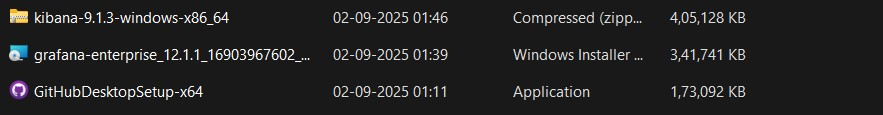 kibana-9.1.3-windows-x86_64 02-09-2025 01:46 Compressed (zipp... 4,05,128 KB
grafana-enterprise_12.1.1_16903967602_... 02-09-2025 01:39 Windows Installer ... 3,41,741 KB
GitHubDesktopSetup-x64 02-09-2025 01:11 Application 1,73,092 KB